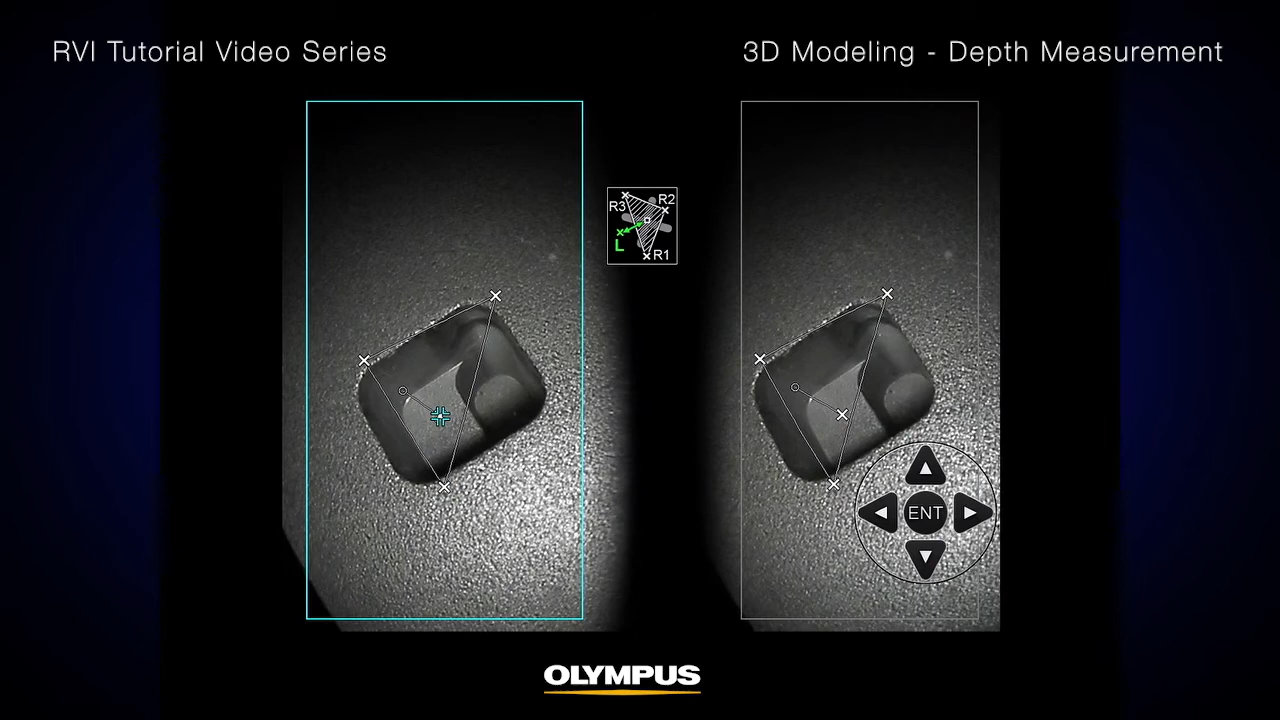 RVI Tutorial Video Series
3D Modeling - Depth Measurement
R3
R2
L
R1
ENT
OLYMPUS